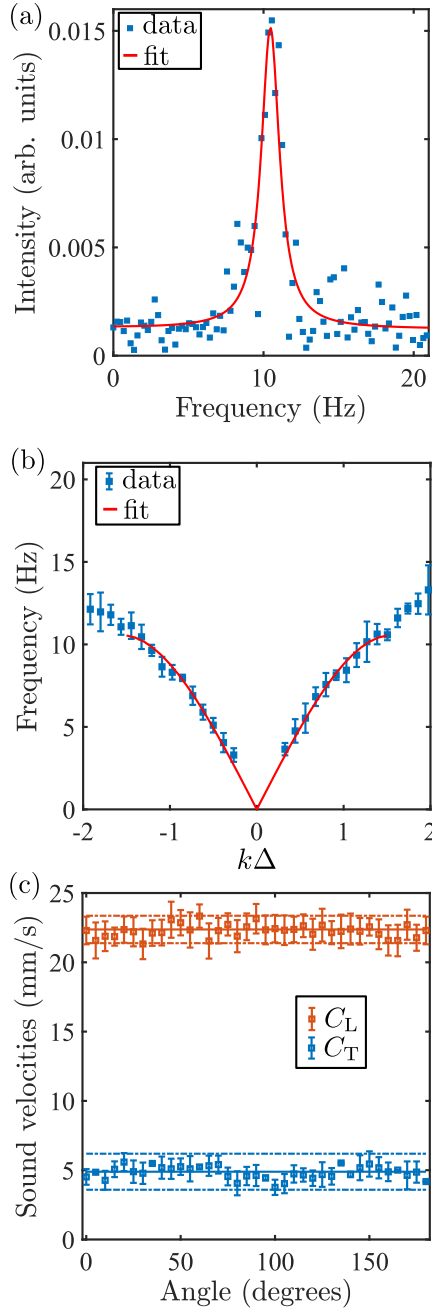 (a)
data
fit
0.015
0.01
0.005
0
Intensity (arb. units)
0 10 20
Frequency (Hz)
(b)
data
fit
20
15
10
5
0
Frequency (Hz)
-2 -1 0 1 2
kΔ
(c)
25
20
15
10
5
0
Sound velocities (mm/s)
C_L
C_T
0 50 100 150
Angle (degrees)